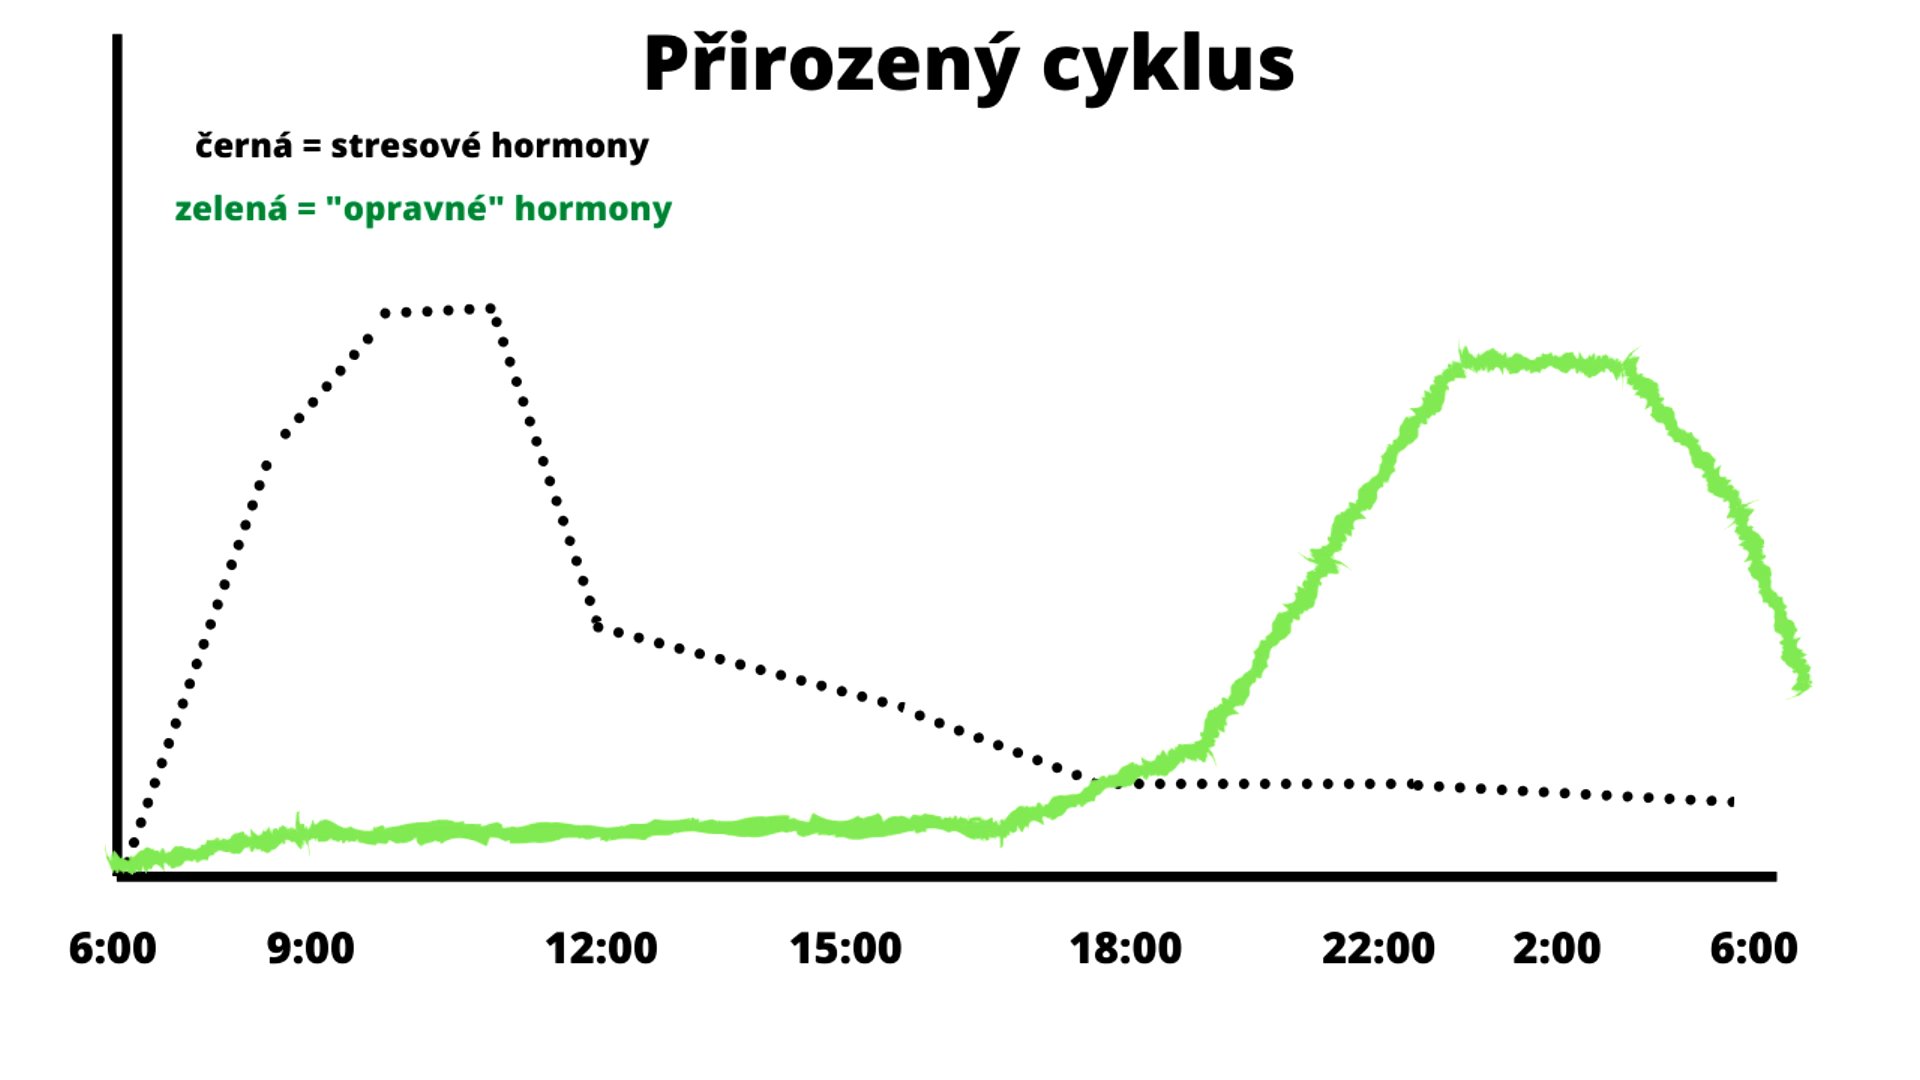 Přirozený cyklus
černá = stresové hormony
zelená = "opravné" hormony
6:00 9:00 12:00 15:00 18:00 22:00 2:00 6:00